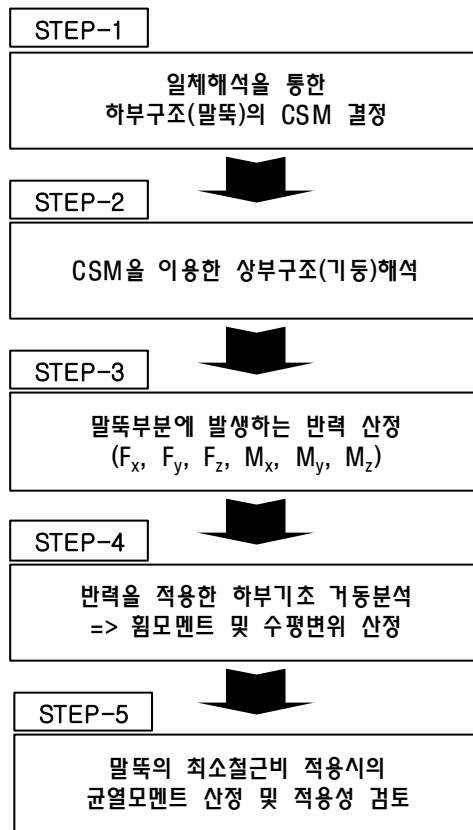 STEP-1
일체해석을 통한
하부구조(말뚝)의 CSM 결정
STEP-2
CSM을 이용한 상부구조(기둥)해석
STEP-3
말뚝부분에 발생하는 반력 산정
(Fx, Fy, Fz, Mx, My, Mz)
STEP-4
반력을 적용한 하부기초 거동분석
=> 휨모멘트 및 수평변위 산정
STEP-5
말뚝의 최소철근비 적용시의
균열모멘트 산정 및 적용성 검토